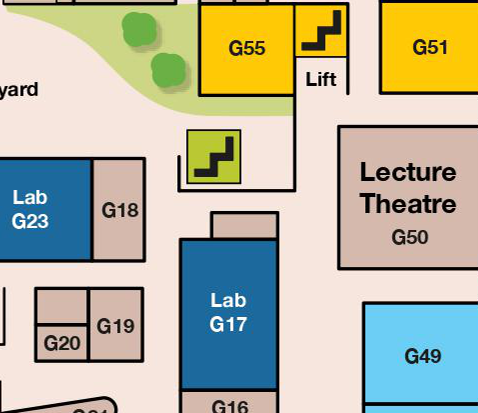 G55
G51
Lift
yard
Lecture
Theatre
G50
Lab
G23
G18
Lab
G17
G19
G20
G49
G16